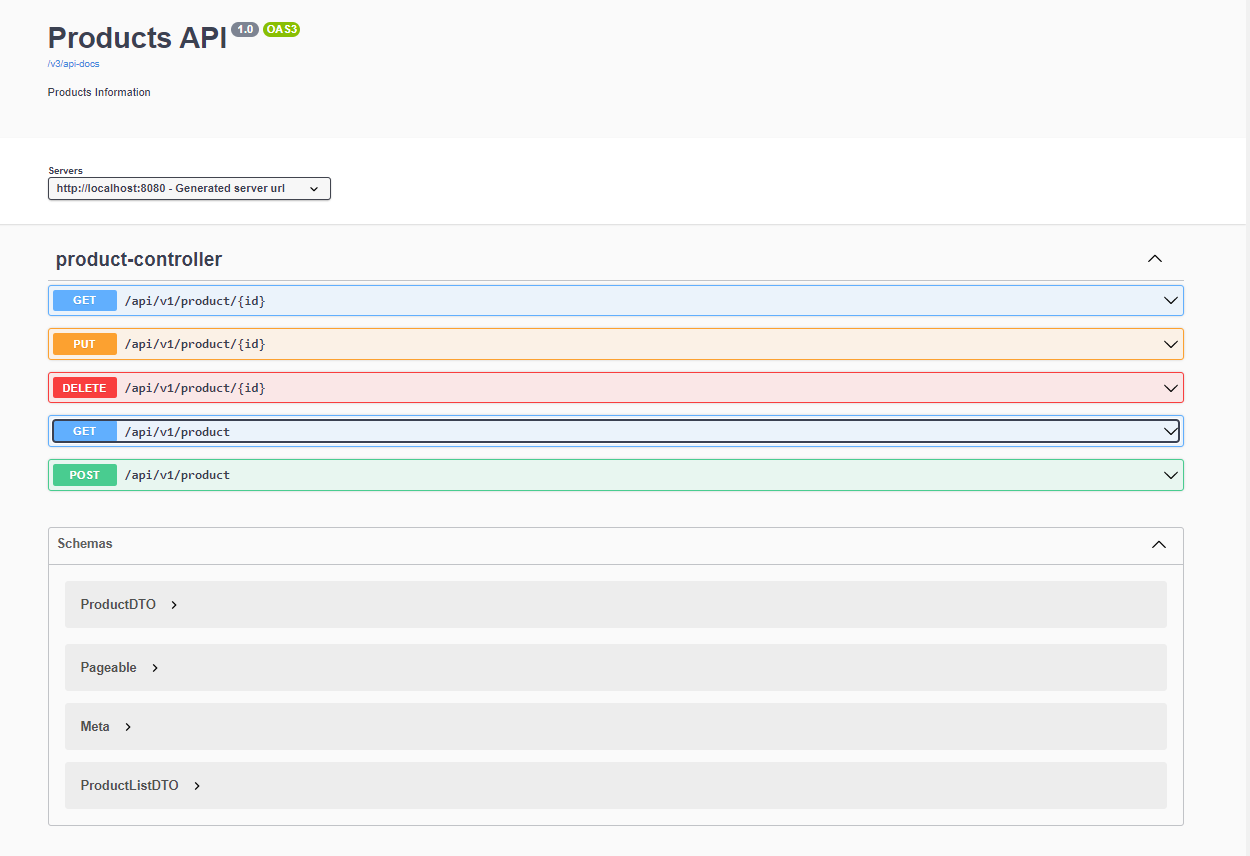 Products API 1.0 OAS3
/v3/api-docs
Products Information
Servers
http://localhost:8080 - Generated server url
product-controller
GET /api/v1/product/{id}
PUT /api/v1/product/{id}
DELETE /api/v1/product/{id}
GET /api/v1/product
POST /api/v1/product
Schemas
ProductDTO
Pageable
Meta
ProductListDTO